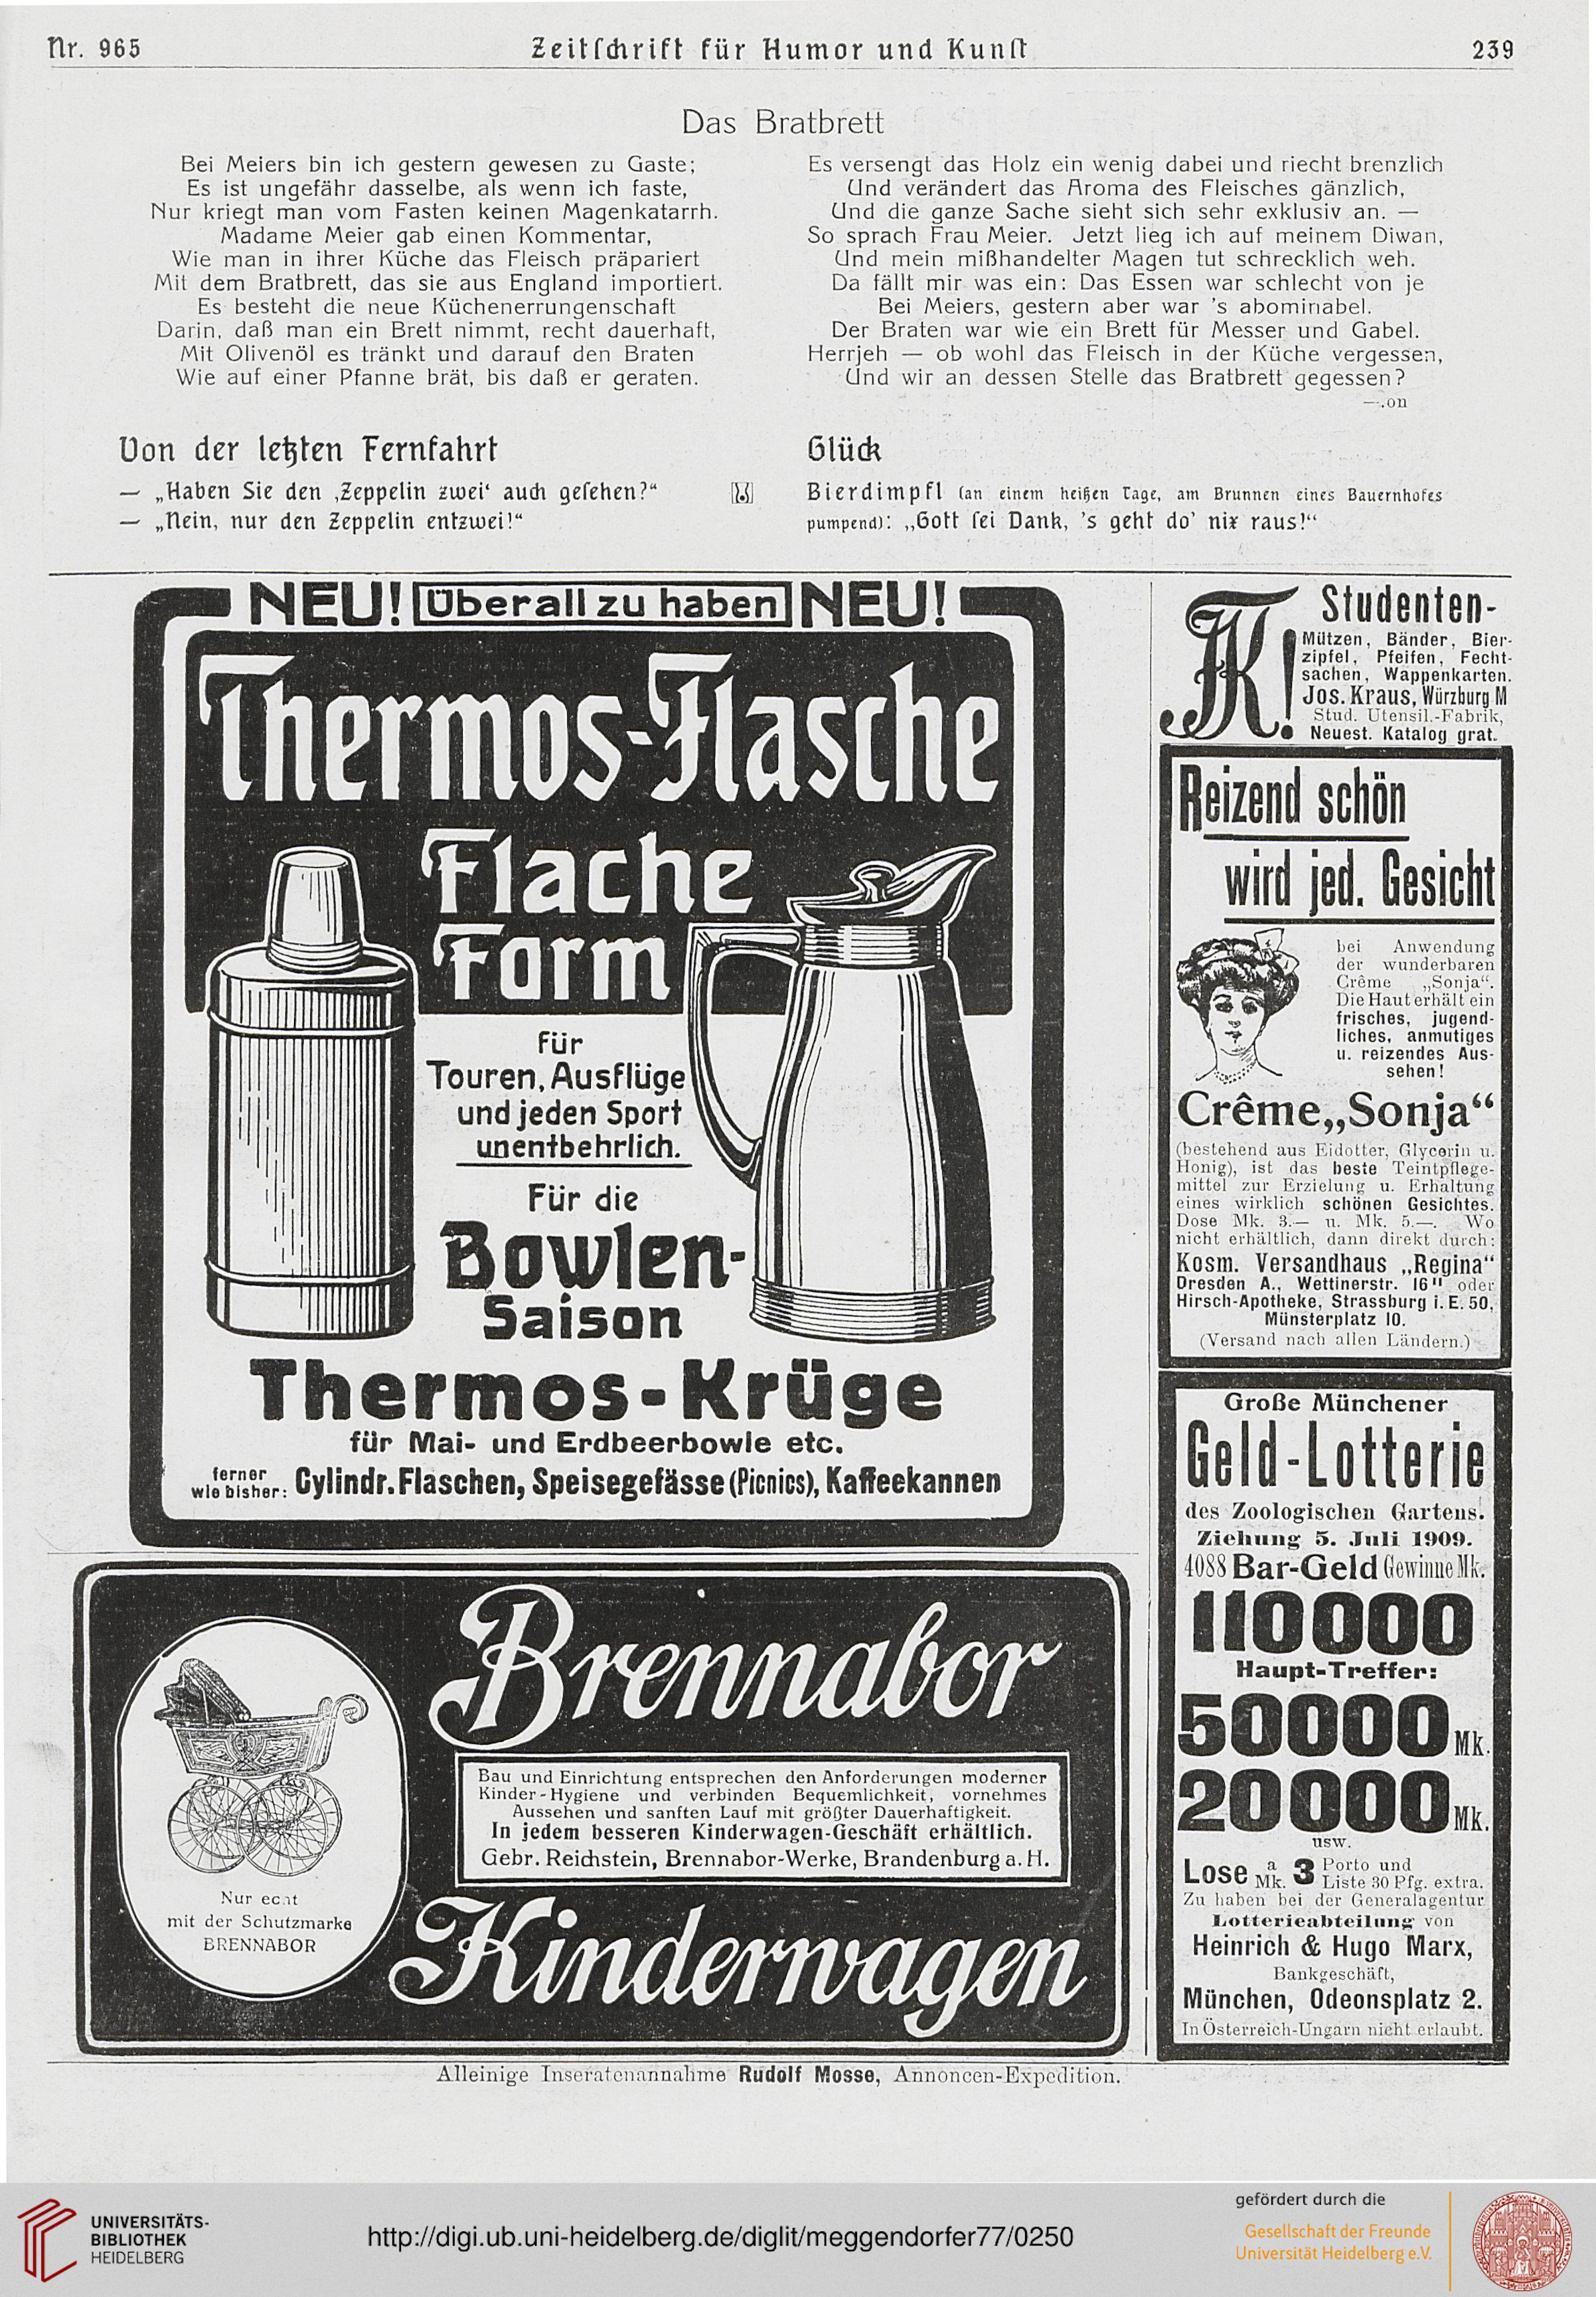 Nr. 965
Zeitschrift für Humor und Kunst
239
Das Bratbrett
Bei Meiers bin ich gestern gewesen zu Gaste;
Es ist ungefähr dasselbe, als wenn ich faste,
Nur kriegt man vom Fasten keinen Magenkatarrh.
Madame Meier gab einen Kommentar,
Wie man in ihrer Küche das Fleisch präpariert
Mit dem Bratbrett, das sie aus England importiert.
Es besteht die neue Küchenerrungenschaft
Darin, daß man ein Brett nimmt, recht dauerhaft,
Mit Olivenöl es tränkt und darauf den Braten
Wie auf einer Pfanne brät, bis daß er geraten.
Es versengt das Holz ein wenig dabei und riecht brenzlich
Und verändert das Aroma des Fleisches gänzlich,
Und die ganze Sache sieht sich sehr exklusiv an. —
So sprach Frau Meier. Jetzt lieg ich auf meinem Diwan,
Und mein mißhandelter Magen tut schrecklich weh.
Da fällt mir was ein: Das Essen war schlecht von je
Bei Meiers, gestern aber war 's abominabel.
Der Braten war wie ein Brett für Messer und Gabel.
Herrjeh — ob wohl das Fleisch in der Küche vergessen,
Und wir an dessen Stelle das Bratbrett gegessen?
—.on
Von der letzten Fernfahrt
— „Haben Sie den ‚Zeppelin zwei‘ auch gesehen?“
— „Nein, nur den Zeppelin entzwei!“
Glück
Bierdimpfl (an einem heißen Tage, am Brunnen eines Bauernhofes
pumpend): „Gott sei Dank, 's geht do' nix raus!“
NEU! Überall zu haben NEU!
Thermos-Flasche
Flache
Form
Für
Touren, Ausflüge
und jeden Sport
unentbehrlich.
Für die
Bowlen-
Saison
Thermos-Krüge
für Mai- und Erdbeerbowle etc.
ferner
wie bisher: Cylindr. Flaschen, Speisegefässe (Picnics), Kaffeekannen
Brennabor
Bau und Einrichtung entsprechen den Anforderungen moderner
Kinder-Hygiene und verbinden Bequemlichkeit, vornehmes
Aussehen und sanften Lauf mit größter Dauerhaftigkeit.
In jedem besseren Kinderwagen-Geschäft erhältlich.
Gebr. Reichstein, Brennabor-Werke, Brandenburg a. H.
Nur echt
mit der Schutzmarke
BRENNABOR
Kinderwagen
K!
Studenten-
Mützen, Bänder, Bier-
zipfel, Pfeifen, Fecht-
sachen, Wappenkarten.
Jos. Kraus, Würzburg M
Stud. Utensil.-Fabrik,
Neuest. Katalog grat.
Reizend schön
wird jed. Gesicht
bei Anwendung
der wunderbaren
Crême „Sonja“.
Die Haut erhält ein
frisches, jugend-
liches, anmutiges
u. reizendes Aus-
sehen!
Crême „Sonja“
(bestehend aus Eidotter, Glycerin u.
Honig), ist das beste Teintpflege-
mittel zur Erzielung u. Erhaltung
eines wirklich schönen Gesichtes.
Dose Mk. 3.— u. Mk. 5.—. Wo
nicht erhältlich, dann direkt durch:
Kosm. Versandhaus „Regina“
Dresden A., Wettinerstr. 16 II oder
Hirsch-Apotheke, Strassburg i. E. 50,
Münsterplatz 10.
(Versand nach allen Ländern.)
Große Münchener
Geld-Lotterie
des Zoologischen Gartens.
Ziehung 5. Juli 1909.
4088 Bar-Geld Gewinne Mk.
110000
Haupt-Treffer:
50000 Mk.
20000 Mk.
usw.
Lose a Mk. 3 Porto und
Liste 30 Pfg. extra.
Zu haben bei der Generalagentur
Lotterieabteilung von
Heinrich & Hugo Marx,
Bankgeschäft,
München, Odeonsplatz 2.
In Österreich-Ungarn nicht erlaubt.
Alleinige Inseratenannahme Rudolf Mosse, Annoncen-Expedition.
UNIVERSITÄTS-
BIBLIOTHEK
HEIDELBERG
http://digi.ub.uni-heidelberg.de/diglit/meggendorfer77/0250
gefördert durch die
Gesellschaft der Freunde
Universität Heidelberg e.V.